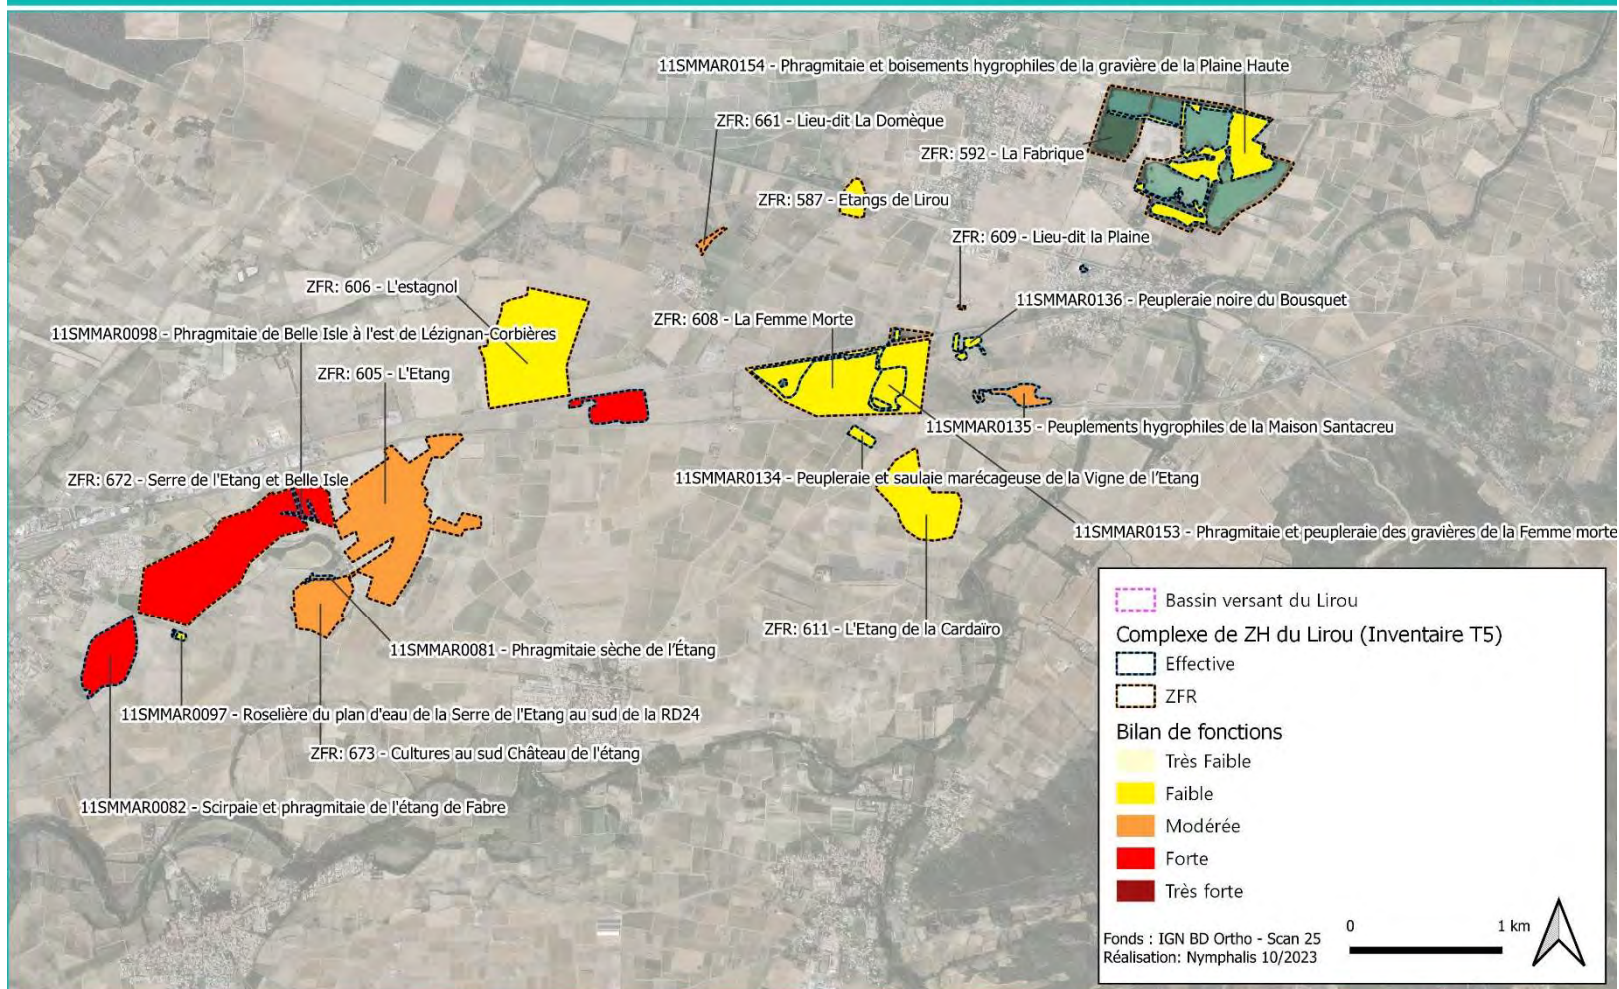 11SMMAR0154 - Phragmitaie et boisements hygrophiles de la gravière de la Plaine Haute
ZFR: 661 - Lieu-dit La Domèque
ZFR: 592 - La Fabrique
ZFR: 587 - Etangs de Lirou
ZFR: 609 - Lieu-dit la Plaine
ZFR: 606 - L'estagnol
11SMMAR0136 - Peupleraie noire du Bousquet
ZFR: 608 - La Femme Morte
11SMMAR0098 - Phragmitaie de Belle Isle à l'est de Lézignan-Corbières
ZFR: 605 - L'Etang
11SMMAR0135 - Peuplements hygrophiles de la Maison Santacreu
ZFR: 672 - Serre de l'Etang et Belle Isle
11SMMAR0134 - Peupleraie et saulaie marécageuse de la Vigne de l'Etang
11SMMAR0153 - Phragmitaie et peupleraie des gravières de la Femme morte
ZFR: 611 - L'Etang de la Cardaïro
11SMMAR0081 - Phragmitaie sèche de l'Étang
11SMMAR0097 - Roselière du plan d'eau de la Serre de l'Etang au sud de la RD24
ZFR: 673 - Cultures au sud Château de l'étang
11SMMAR0082 - Scirpaie et phragmitaie de l'étang de Fabre
Bassin versant du Lirou
Complexe de ZH du Lirou (Inventaire T5)
Effective
ZFR
Bilan de fonctions
Très Faible
Faible
Modérée
Forte
Très forte
0 1 km
Fonds : IGN BD Ortho - Scan 25
Réalisation: Nymphalis 10/2023